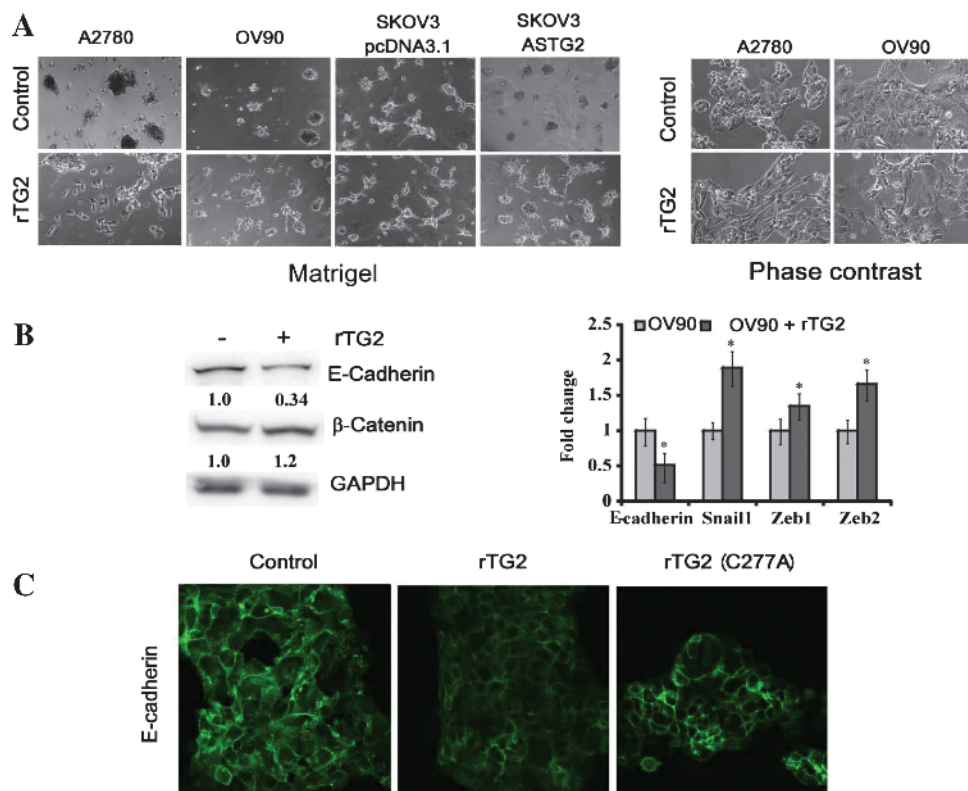 A
A2780
OV90
SKOV3
pcDNA3.1
SKOV3
ASTG2
Control
rTG2
Matrigel
A2780
OV90
Control
rTG2
Phase contrast
B
- + rTG2
E-Cadherin
1.0 0.34
β-Catenin
1.0 1.2
GAPDH
OV90 OV90 + rTG2
Fold change
2.5
2
1.5
1
0.5
0
* * * *
E-cadherin Snail1 Zeb1 Zeb2
C
Control rTG2 rTG2 (C277A)
E-cadherin